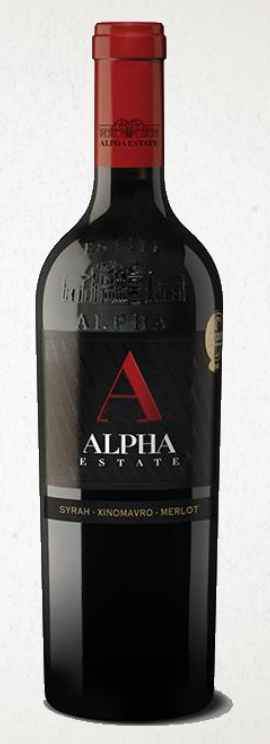 ALPHA ESTATE
ESTATE
ALPHA
A
ALPHA
ESTATE
SYRAH - XINOMAVRO - MERLOT